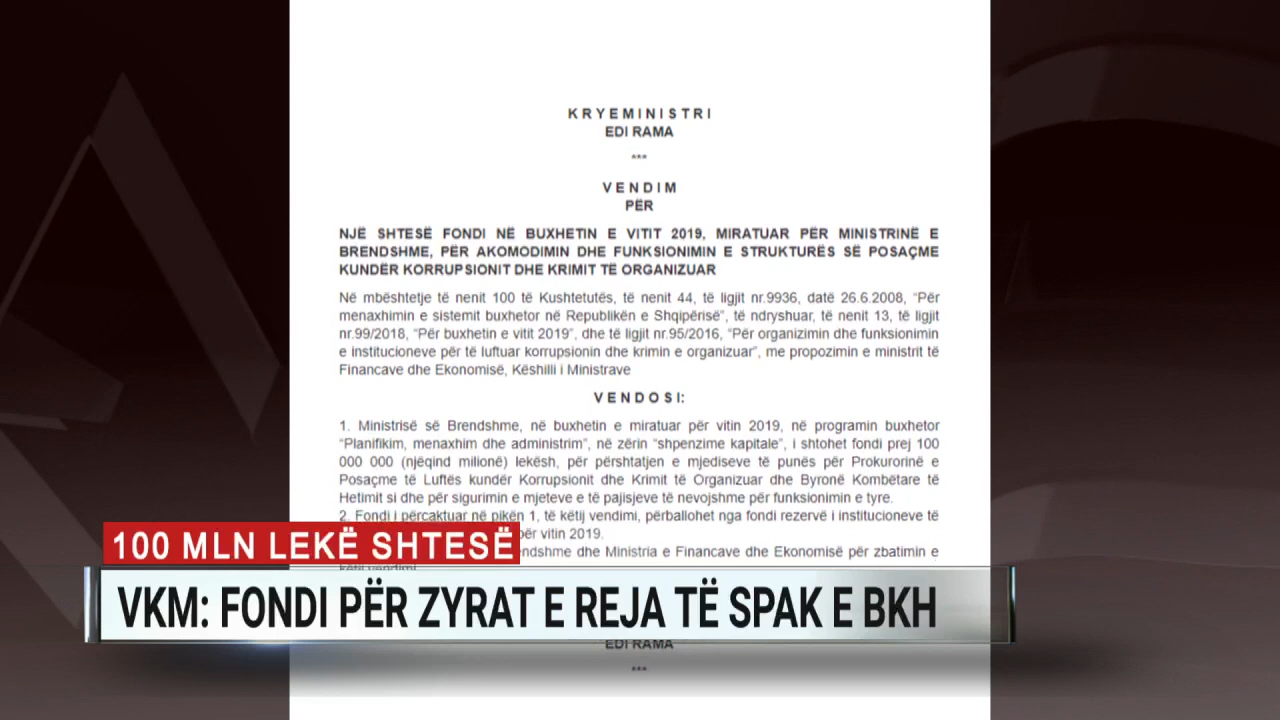 K R Y E M I N I S T R I
EDI RAMA
***
V E N D I M
PËR
NJË SHTESË FONDI NË BUXHETIN E VITIT 2019, MIRATUAR PËR MINISTRINË E
BRENDSHME, PËR AKOMODIMIN DHE FUNKSIONIMIN E STRUKTURËS SË POSAÇME
KUNDËR KORRUPSIONIT DHE KRIMIT TË ORGANIZUAR
Në mbështetje të nenit 100 të Kushtetutës, të nenit 44, të ligjit nr.9936, datë 26.6.2008, “Për
menaxhimin e sistemit buxhetor në Republikën e Shqipërisë”, të ndryshuar, të nenit 13, të ligjit
nr.99/2018, “Për buxhetin e vitit 2019”, dhe të ligjit nr.95/2016, “Për organizimin dhe funksionimin
e institucioneve për të luftuar korrupsionin dhe krimin e organizuar”, me propozimin e ministrit të
Financave dhe Ekonomisë, Këshilli i Ministrave
V E N D O S I:
1. Ministrisë së Brendshme, në buxhetin e miratuar për vitin 2019, në programin buxhetor
“Planifikim, menaxhim dhe administrim”, në zërin “shpenzime kapitale”, i shtohet fondi prej 100
000 000 (njëqind milionë) lekësh, për përshtatjen e mjediseve të punës për Prokurorinë e
Posaçme të Luftës kundër Korrupsionit dhe Krimit të Organizuar dhe Byronë Kombëtare të
Hetimit si dhe për sigurimin e mjeteve e të pajisjeve të nevojshme për funksionimin e tyre.
2. Fondi i përcaktuar në pikën 1, të këtij vendimi, përballohet nga fondi rezervë i institucioneve të
për vitin 2019.
dhe Ministria e Financave dhe Ekonomisë për zbatimin e
100 MLN LEKË SHTESË
VKM: FONDI PËR ZYRAT E REJA TË SPAK E BKH
EDI RAMA
***